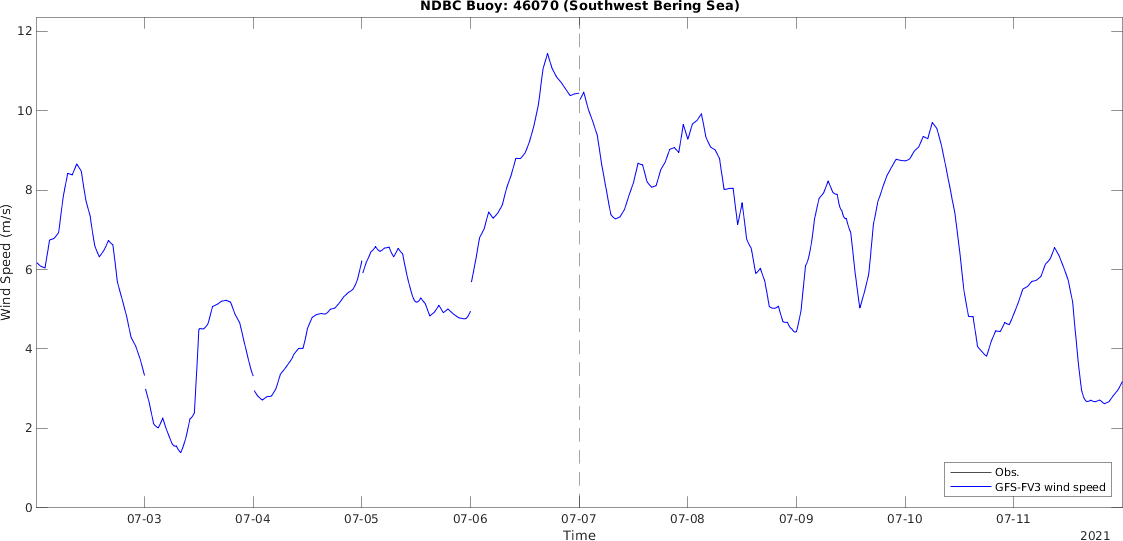 NDBC Buoy: 46070 (Southwest Bering Sea)
12
10
8
6
4
2
0
Wind Speed (m/s)
07-03 07-04 07-05 07-06 07-07 07-08 07-09 07-10 07-11
Time
2021
Obs.
GFS-FV3 wind speed